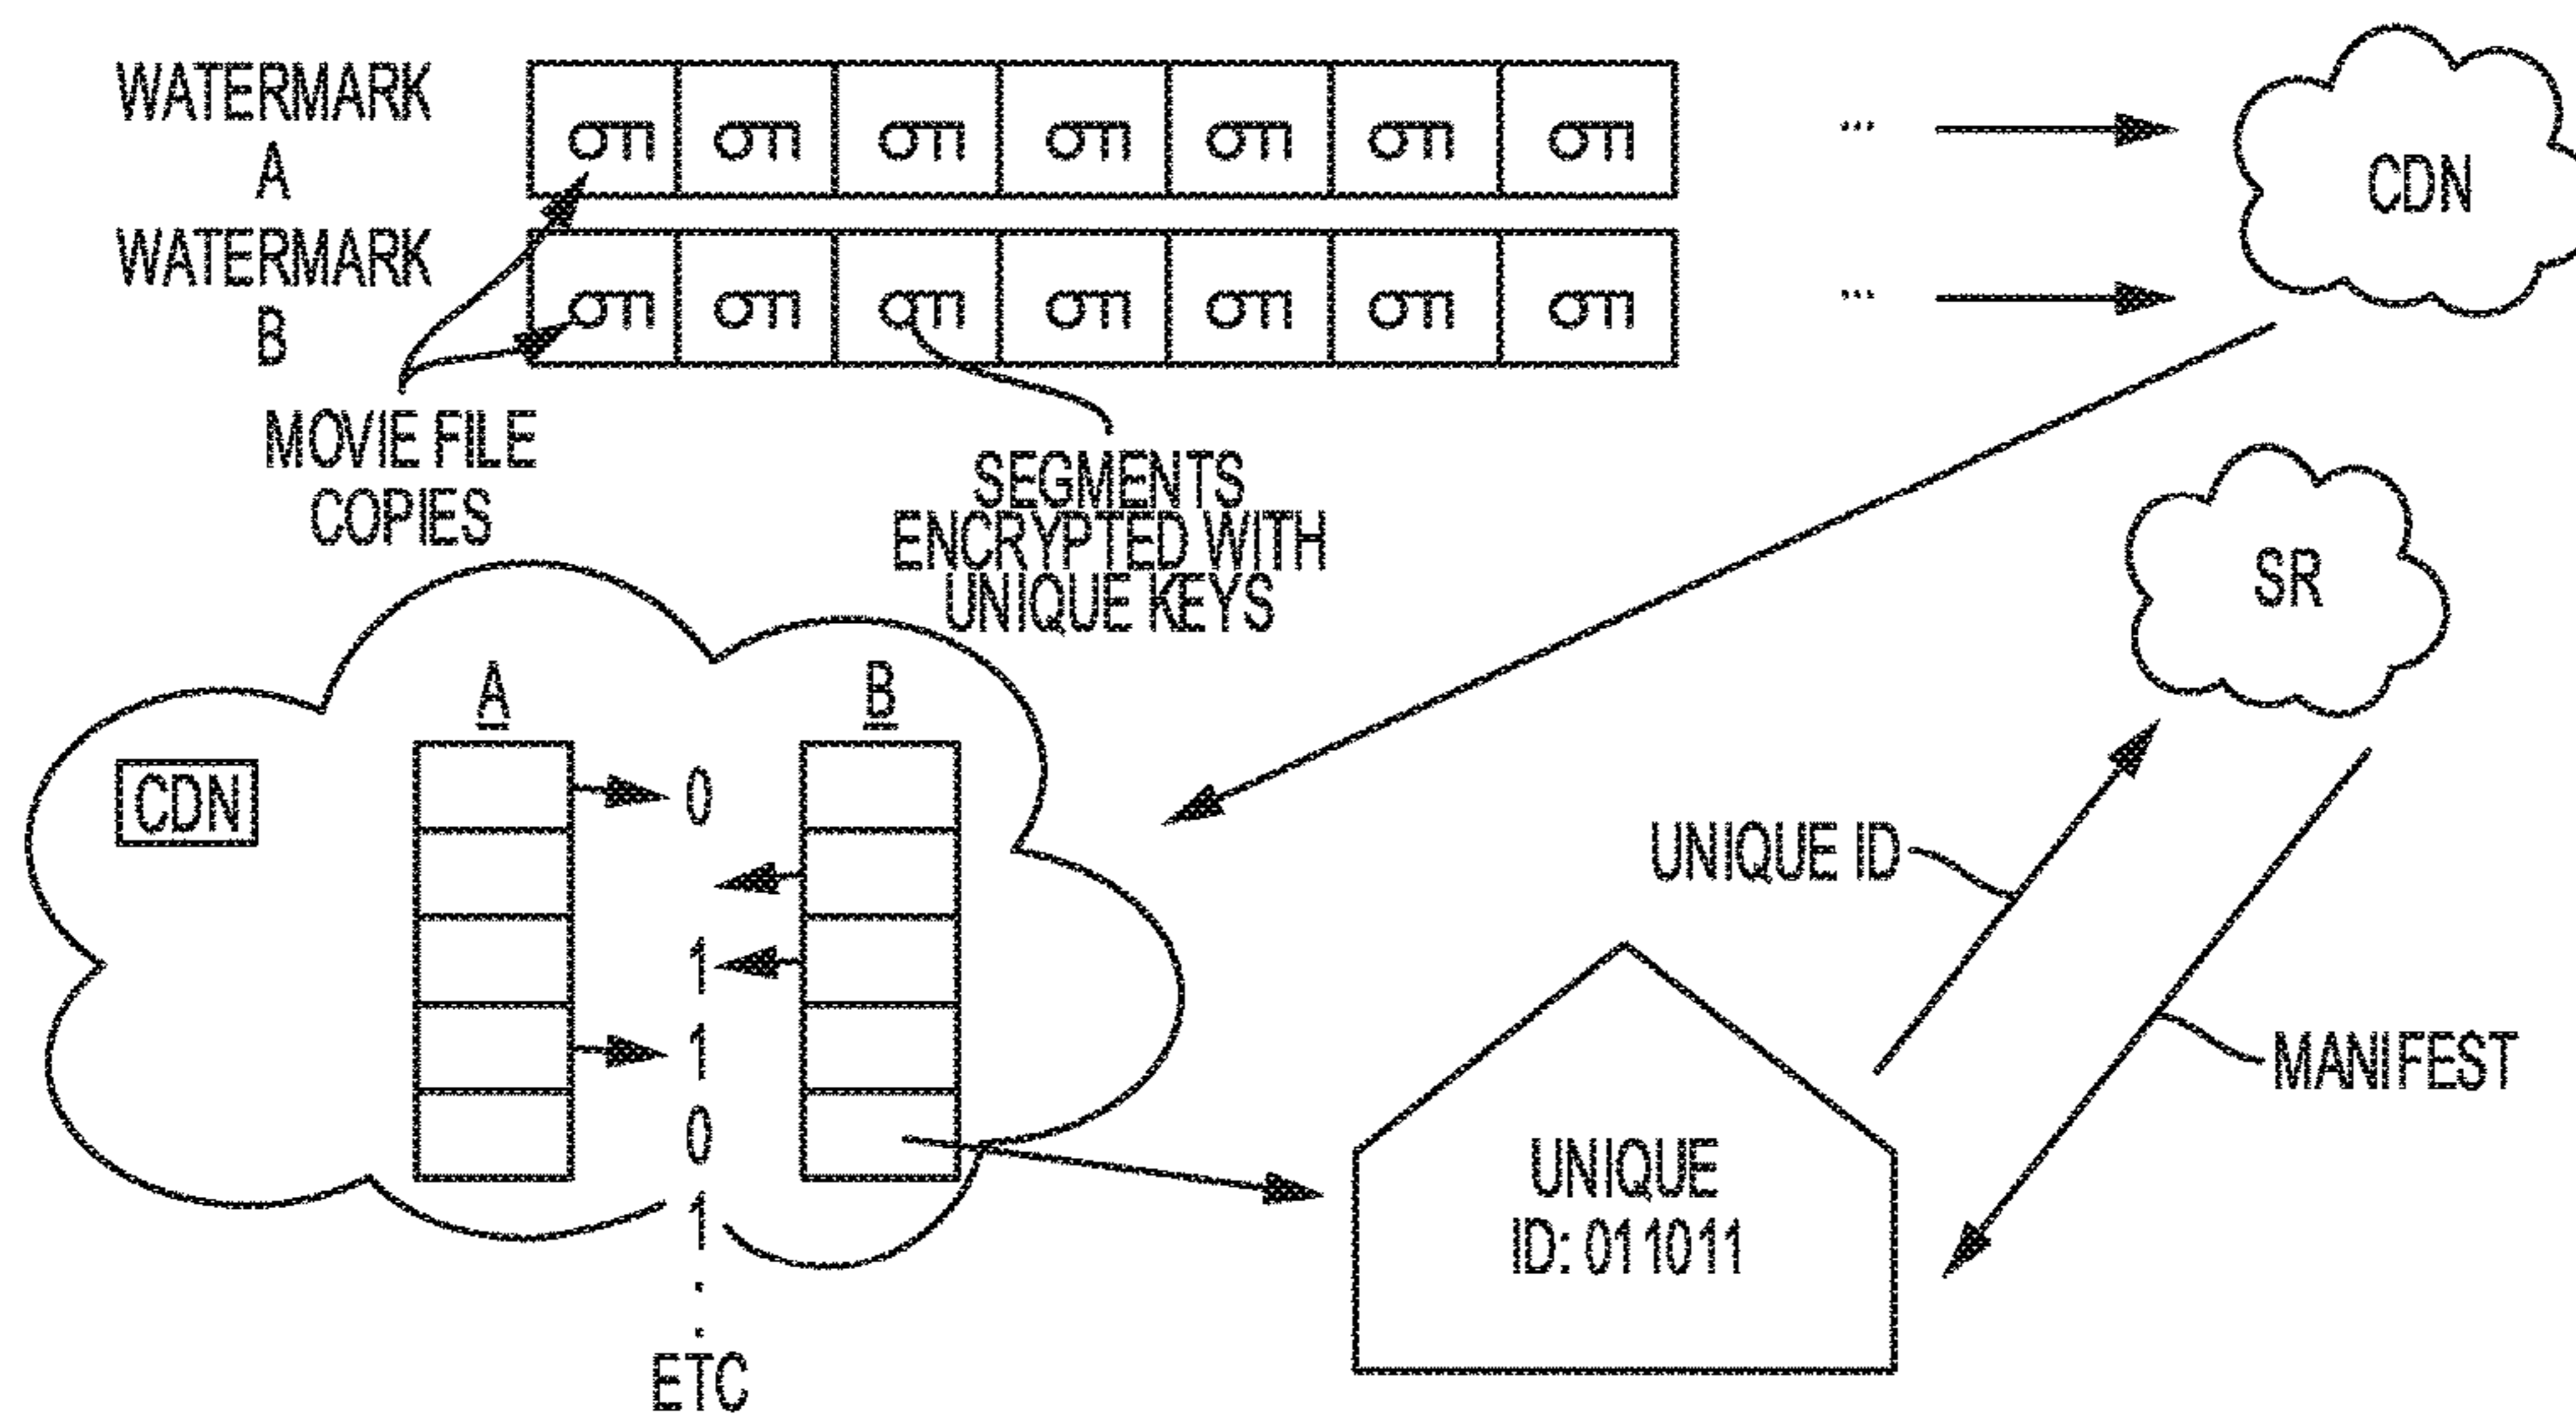 WATERMARK
A
WATERMARK
B
...
...
CDN
MOVIE FILE
COPIES
SEGMENTS
ENCRYPTED WITH
UNIQUE KEYS
SR
A
B
CDN
0
1
1
0
1
.
.
ETC
UNIQUE ID
MANIFEST
UNIQUE
ID: 011011